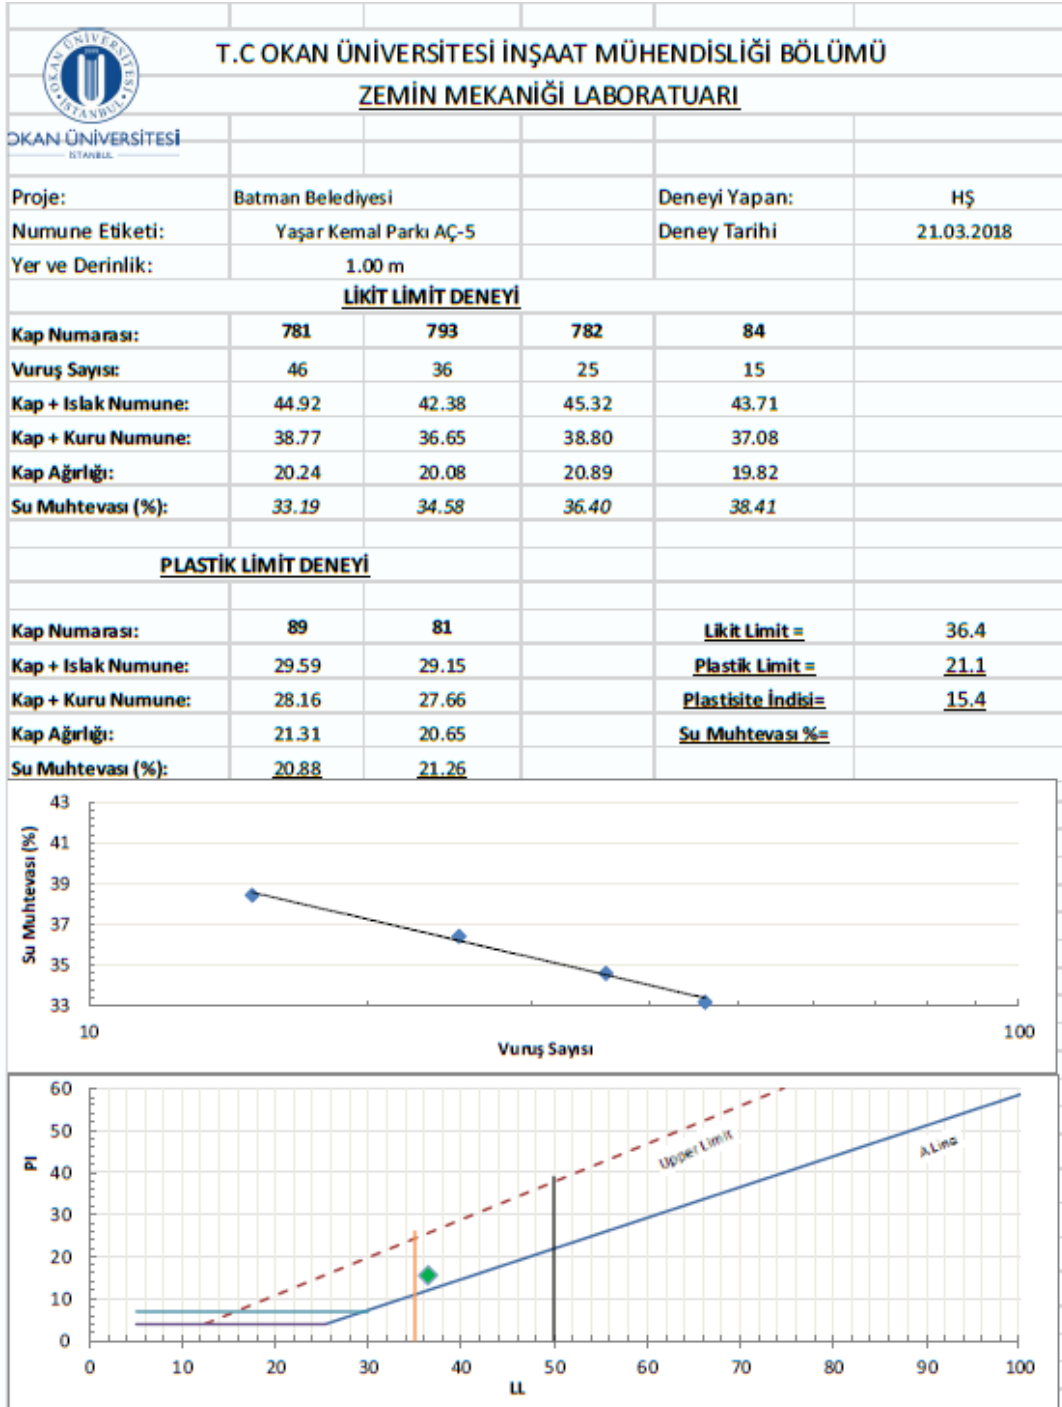 T.C OKAN ÜNİVERSİTESİ İNŞAAT MÜHENDİSLİĞİ BÖLÜMÜ
ZEMİN MEKANİĞİ LABORATUARI
OKAN ÜNİVERSİTESİ İSTANBUL
OKAN ÜNİVERSİTESİ
İSTANBUL
Proje: Batman Belediyesi Deneyi Yapan: HŞ
Numune Etiketi: Yaşar Kemal Parkı AÇ-5 Deney Tarihi 21.03.2018
Yer ve Derinlik: 1.00 m
LİKİT LİMİT DENEYİ
Kap Numarası: 781 793 782 84
Vuruş Sayısı: 46 36 25 15
Kap + Islak Numune: 44.92 42.38 45.32 43.71
Kap + Kuru Numune: 38.77 36.65 38.80 37.08
Kap Ağırlığı: 20.24 20.08 20.89 19.82
Su Muhtevası (%): 33.19 34.58 36.40 38.41
PLASTİK LİMİT DENEYİ
Kap Numarası: 89 81 Likit Limit = 36.4
Kap + Islak Numune: 29.59 29.15 Plastik Limit = 21.1
Kap + Kuru Numune: 28.16 27.66 Plastisite İndisi= 15.4
Kap Ağırlığı: 21.31 20.65 Su Muhtevası %=
Su Muhtevası (%): 20.88 21.26
Su Muhtevası (%)
43
41
39
37
35
33
10 100
Vuruş Sayısı
PI
60
50
40
30
20
10
0
Upper Limit
A Line
0 10 20 30 40 50 60 70 80 90 100
LL